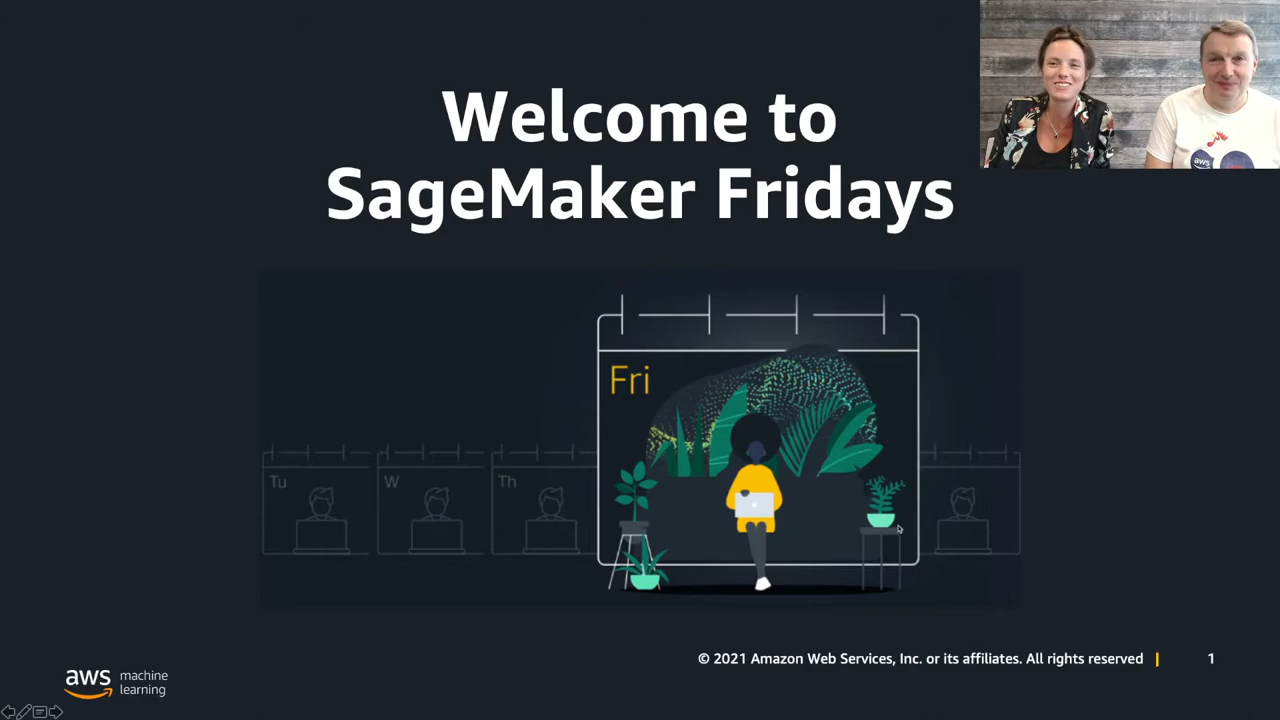 Welcome to
SageMaker Fridays
aws
Fri
Tu
W
Th
© 2021 Amazon Web Services, Inc. or its affiliates. All rights reserved
1
aws
machine
learning